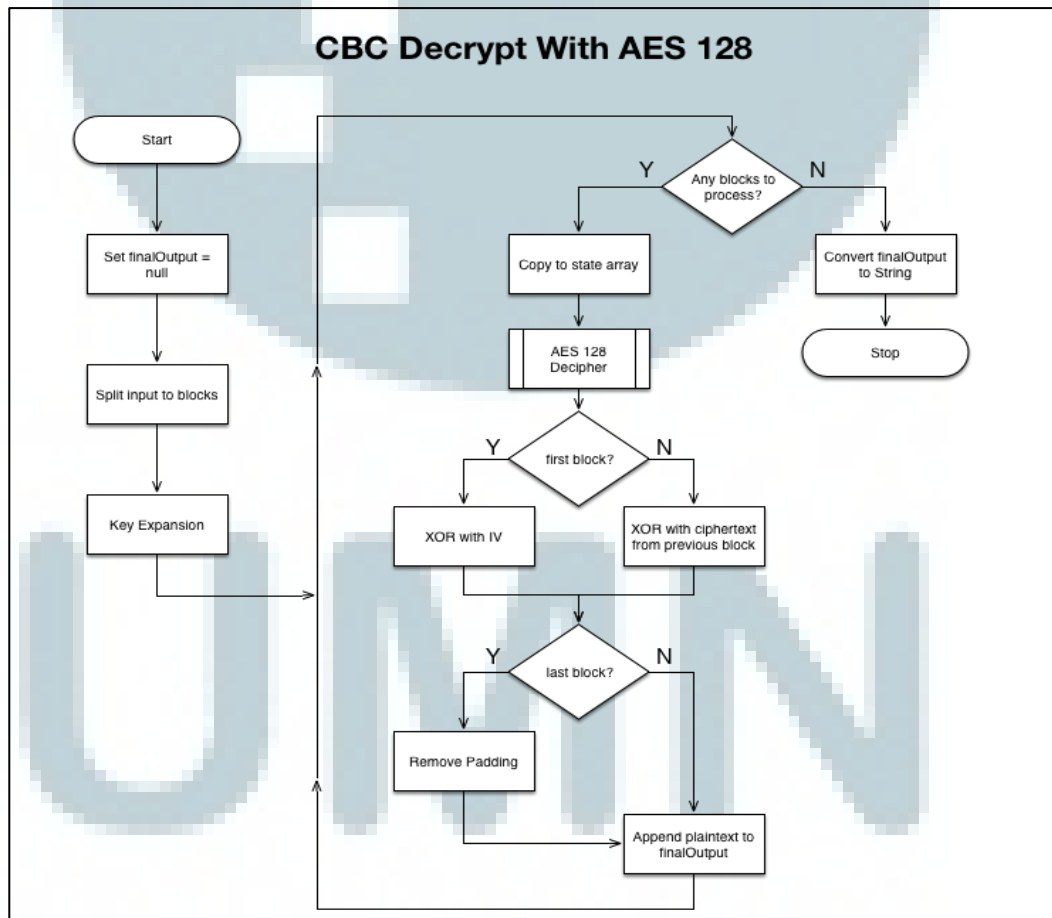 CBC Decrypt With AES 128
Start
Set finalOutput =
null
Split input to blocks
Key Expansion
Any blocks to
process?
Y
N
Copy to state array
Convert finalOutput
to String
AES 128
Decipher
Stop
first block?
Y
N
XOR with IV
XOR with ciphertext
from previous block
last block?
Y
N
Remove Padding
Append plaintext to
finalOutput
UMN